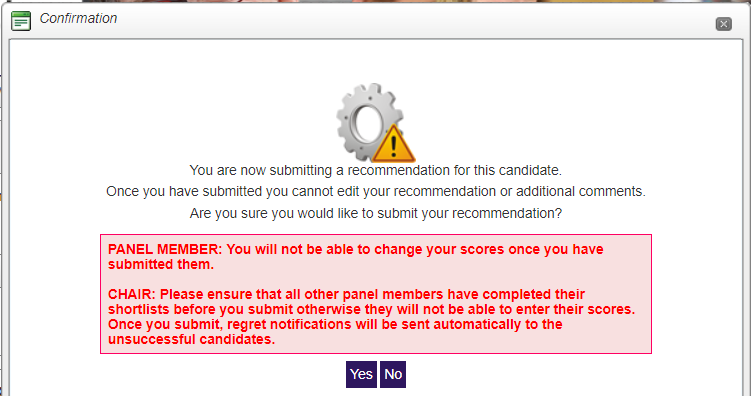 Confirmation
You are now submitting a recommendation for this candidate.
Once you have submitted you cannot edit your recommendation or additional comments.
Are you sure you would like to submit your recommendation?
PANEL MEMBER: You will not be able to change your scores once you have
submitted them.
CHAIR: Please ensure that all other panel members have completed their
shortlists before you submit otherwise they will not be able to enter their scores.
Once you submit, regret notifications will be sent automatically to the
unsuccessful candidates.
Yes No